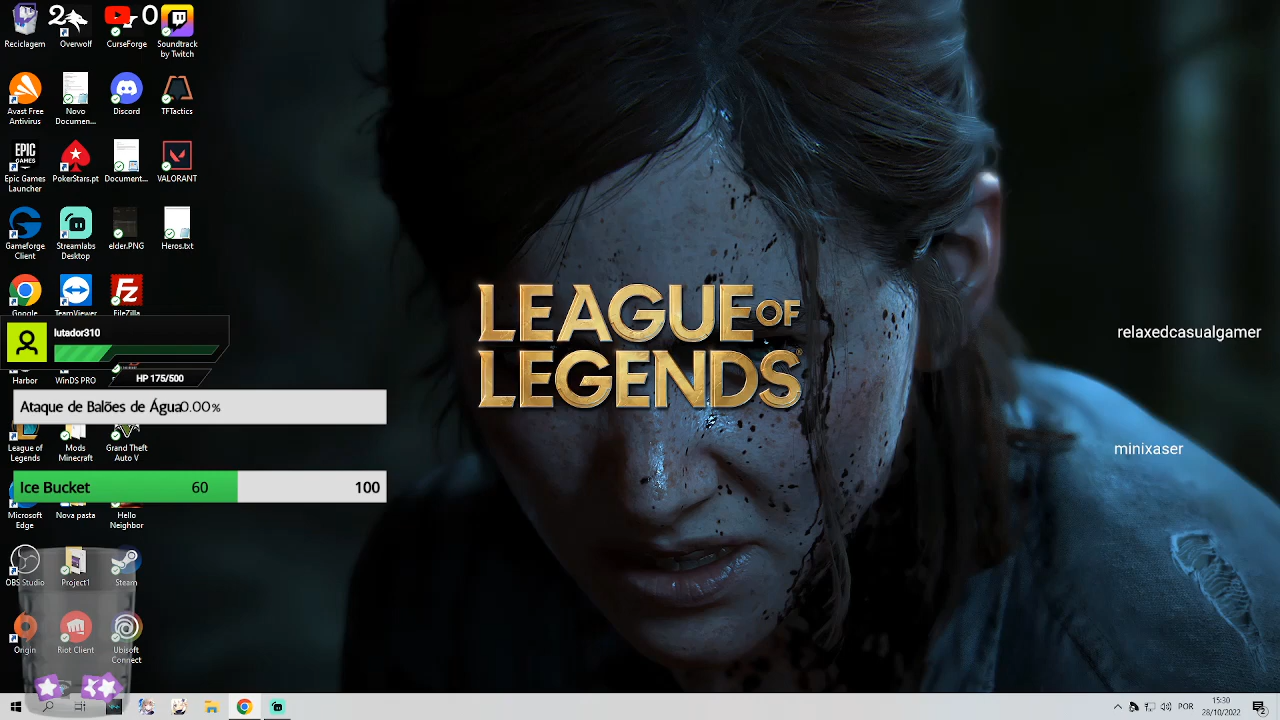 2
0
Reciclagem
Overwolf
CurseForge
Soundtrack
by Twitch
Avast Free
Antivirus
Novo
Documen...
Discord
TFTactics
EPIC
GAMES
Epic Games
Launcher
PokerStars.pt
Document...
VALORANT
Gameforge
Client
Streamlabs
Desktop
elder.PNG
Heros.txt
Fz
Google
TeamViewer
FileZilla
lutador310
HP 175/500
Harbor
WinDS PRO
Ataque de Balões de Água0.00%
League of
Legends
Mods
Minecraft
Grand Theft
Auto V
Ice Bucket 60 100
Microsoft
Edge
Nova pasta
Hello
Neighbor
OBS Studio
Project1
Steam
Origin
Riot Client
Ubisoft
Connect
LEAGUE OF
LEGENDS
relaxedcasualgamer
minixaser
POR
15:30
28/10/2022
2